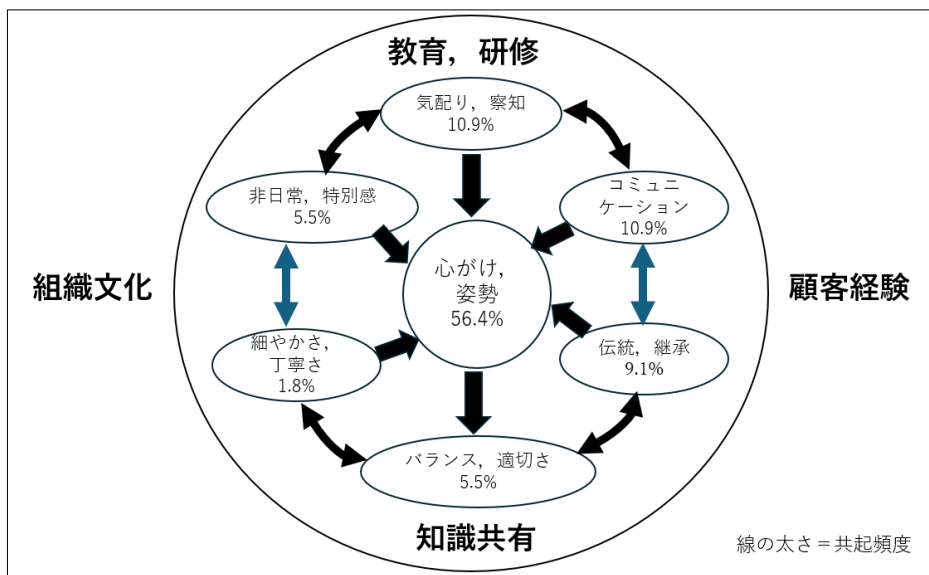 教育，研修
気配り，察知
10.9%
非日常，特別感
5.5%
コミュニ
ケーション
10.9%
組織文化
心がけ，
姿勢
56.4%
顧客経験
細やかさ，
丁寧さ
1.8%
伝統，継承
9.1%
バランス，適切さ
5.5%
知識共有
線の太さ＝共起頻度